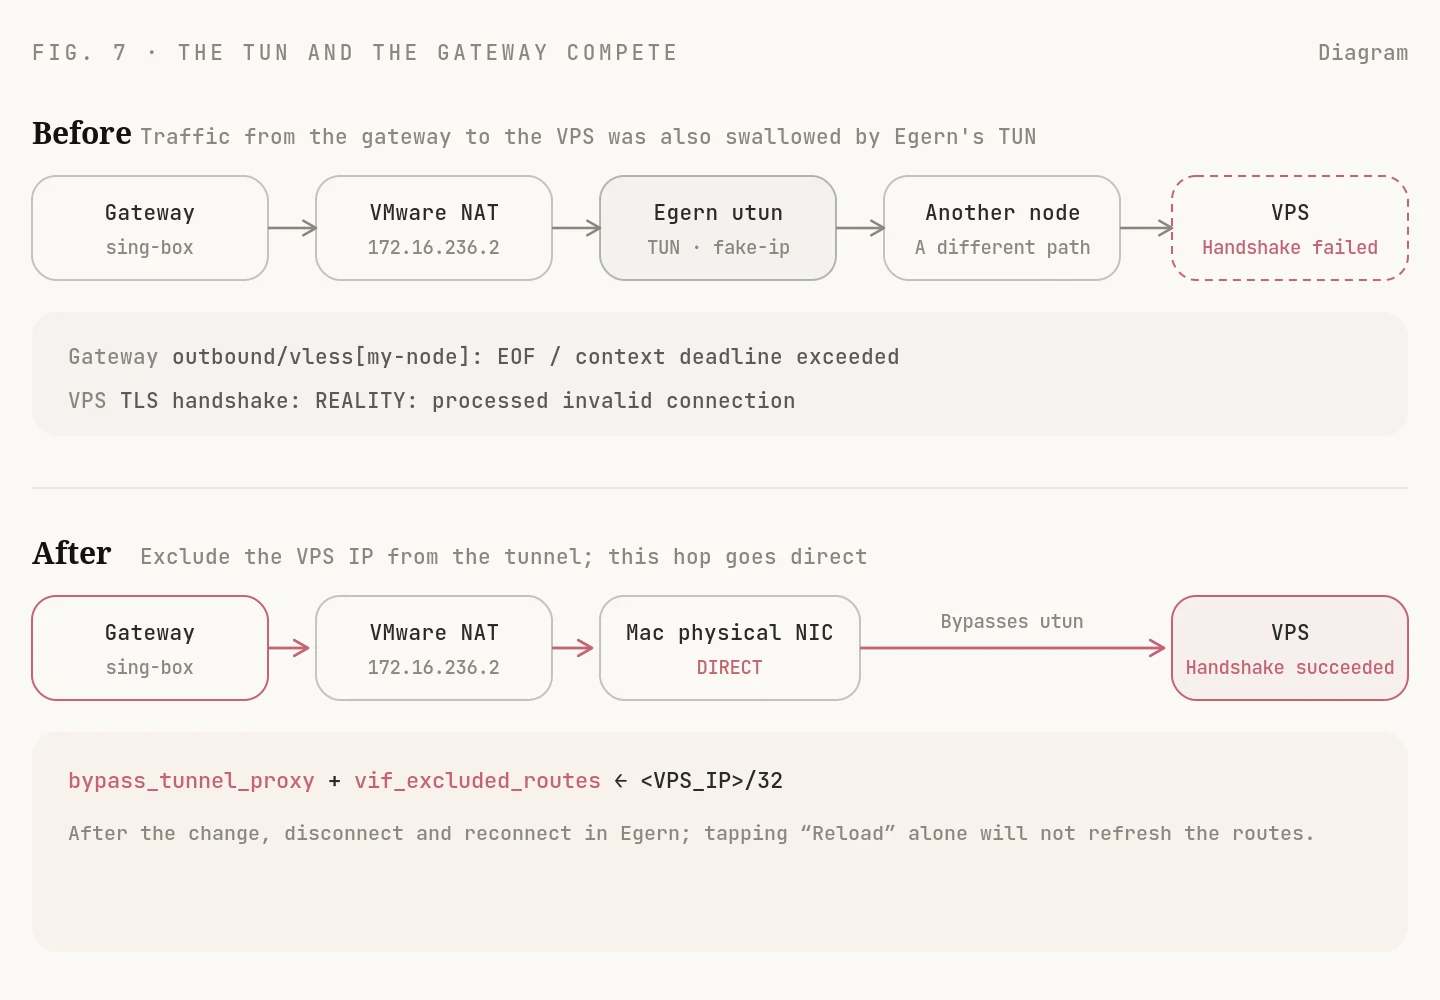 FIG. 7 · THE TUN AND THE GATEWAY COMPETE
Diagram
Before Traffic from the gateway to the VPS was also swallowed by Egern's TUN
Gateway
sing-box
VMware NAT
172.16.236.2
Egern utun
TUN · fake-ip
Another node
A different path
VPS
Handshake failed
Gateway outbound/vless[my-node]: EOF / context deadline exceeded
VPS TLS handshake: REALITY: processed invalid connection
After Exclude the VPS IP from the tunnel; this hop goes direct
Gateway
sing-box
VMware NAT
172.16.236.2
Mac physical NIC
DIRECT
Bypasses utun
VPS
Handshake succeeded
bypass_tunnel_proxy + vif_excluded_routes ← <VPS_IP>/32
After the change, disconnect and reconnect in Egern; tapping “Reload” alone will not refresh the routes.